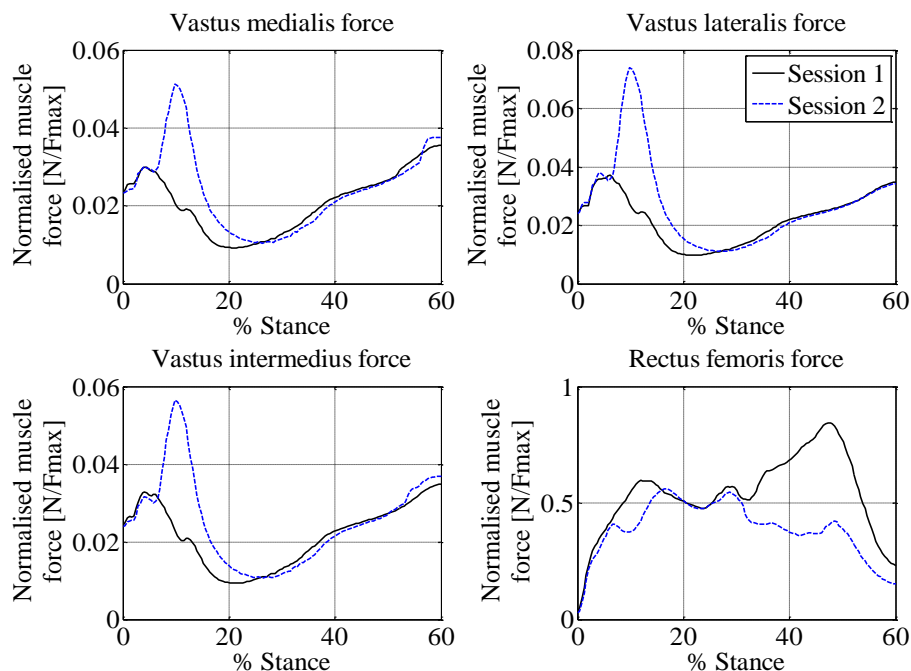 Vastus medialis force
Normalised muscle
force [N/Fmax]
0.06
0.04
0.02
0
0
20
40
60
% Stance
Vastus lateralis force
Normalised muscle
force [N/Fmax]
0.08
0.06
0.04
0.02
0
0
20
40
60
% Stance
Session 1
Session 2
Vastus intermedius force
Normalised muscle
force [N/Fmax]
0.06
0.04
0.02
0
0
20
40
60
% Stance
Rectus femoris force
Normalised muscle
force [N/Fmax]
1
0.5
0
0
20
40
60
% Stance